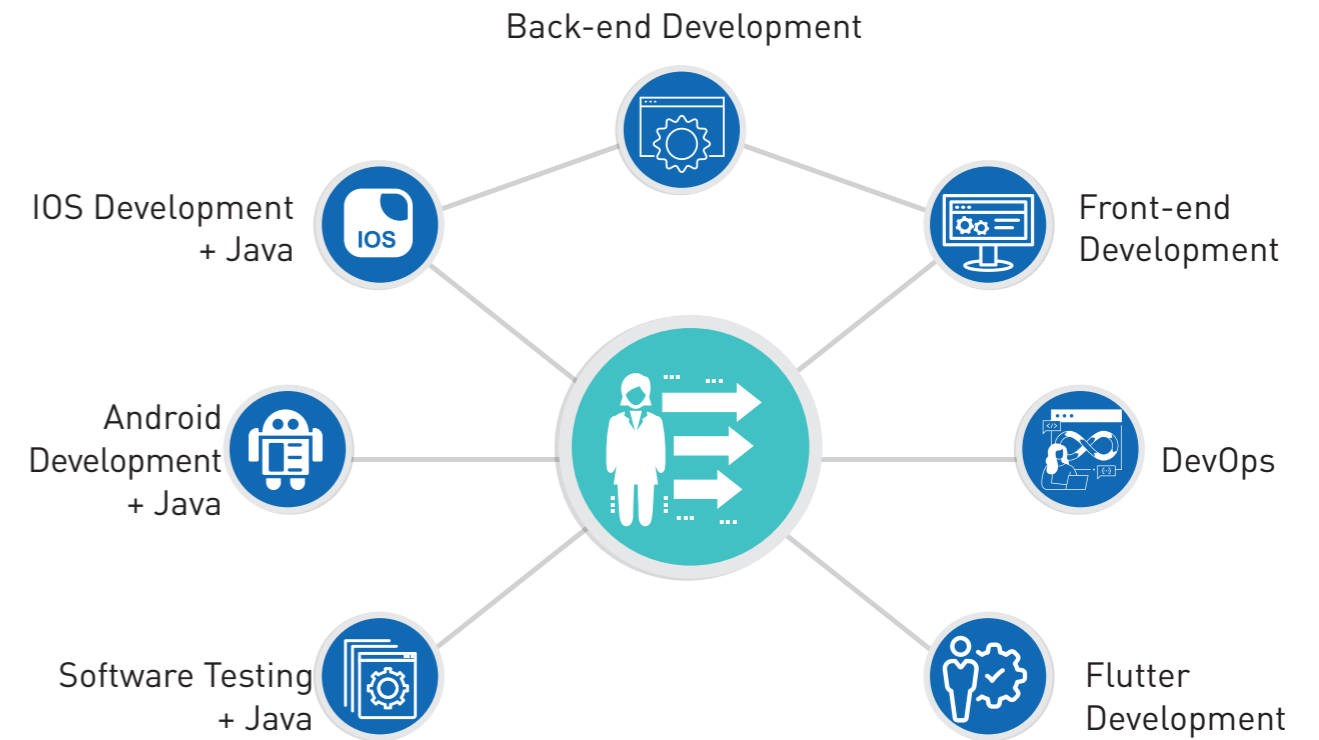 Back-end Development
IOS Development
+ Java
IOS
Front-end
Development
Android
Development
+ Java
DevOps
Software Testing
+ Java
Flutter
Development